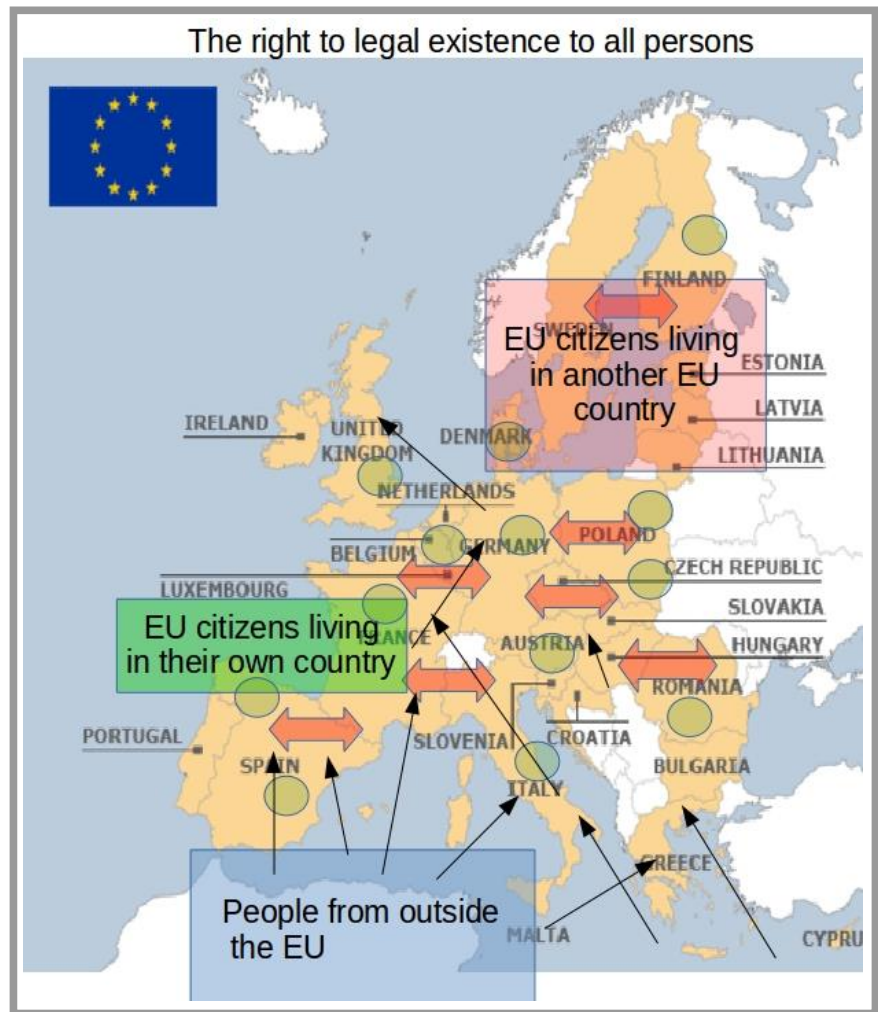 The right to legal existence to all persons
FINLAND
SWEDEN
EU citizens living
in another EU
country
ESTONIA
LATVIA
LITHUANIA
IRELAND
UNITED
KINGDOM
DENMARK
NETHERLANDS
BELGIUM
GERMANY
POLAND
LUXEMBOURG
CZECH REPUBLIC
SLOVAKIA
HUNGARY
EU citizens living
in their own country
FRANCE
AUSTRIA
ROMANIA
PORTUGAL
SPAIN
SLOVENIA
CROATIA
ITALY
BULGARIA
GREECE
People from outside
the EU
MALTA
CYPRU